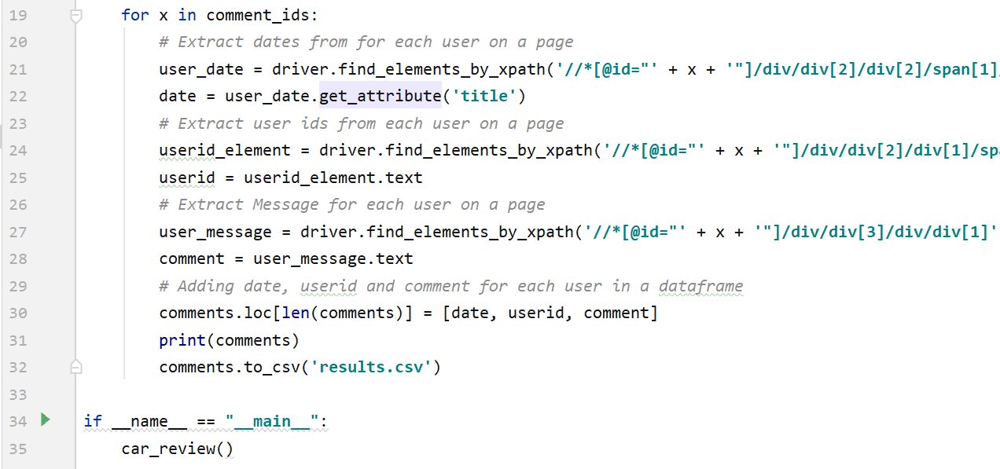 19 for x in comment_ids:
20 # Extract dates from for each user on a page
21 user_date = driver.find_elements_by_xpath('//*[@id="' + x + '"]/div/div[2]/div[2]/span[1]/
22 date = user_date.get_attribute('title')
23 # Extract user ids from each user on a page
24 userid_element = driver.find_elements_by_xpath('//*[@id="' + x + '"]/div/div[2]/div[1]/sp
25 userid = userid_element.text
26 # Extract Message for each user on a page
27 user_message = driver.find_elements_by_xpath('//*[@id="' + x + '"]/div/div[3]/div/div[1]'
28 comment = user_message.text
29 # Adding date, userid and comment for each user in a dataframe
30 comments.loc[len(comments)] = [date, userid, comment]
31 print(comments)
32 comments.to_csv('results.csv')
33
34 if __name__ == "__main__":
35 car_review()